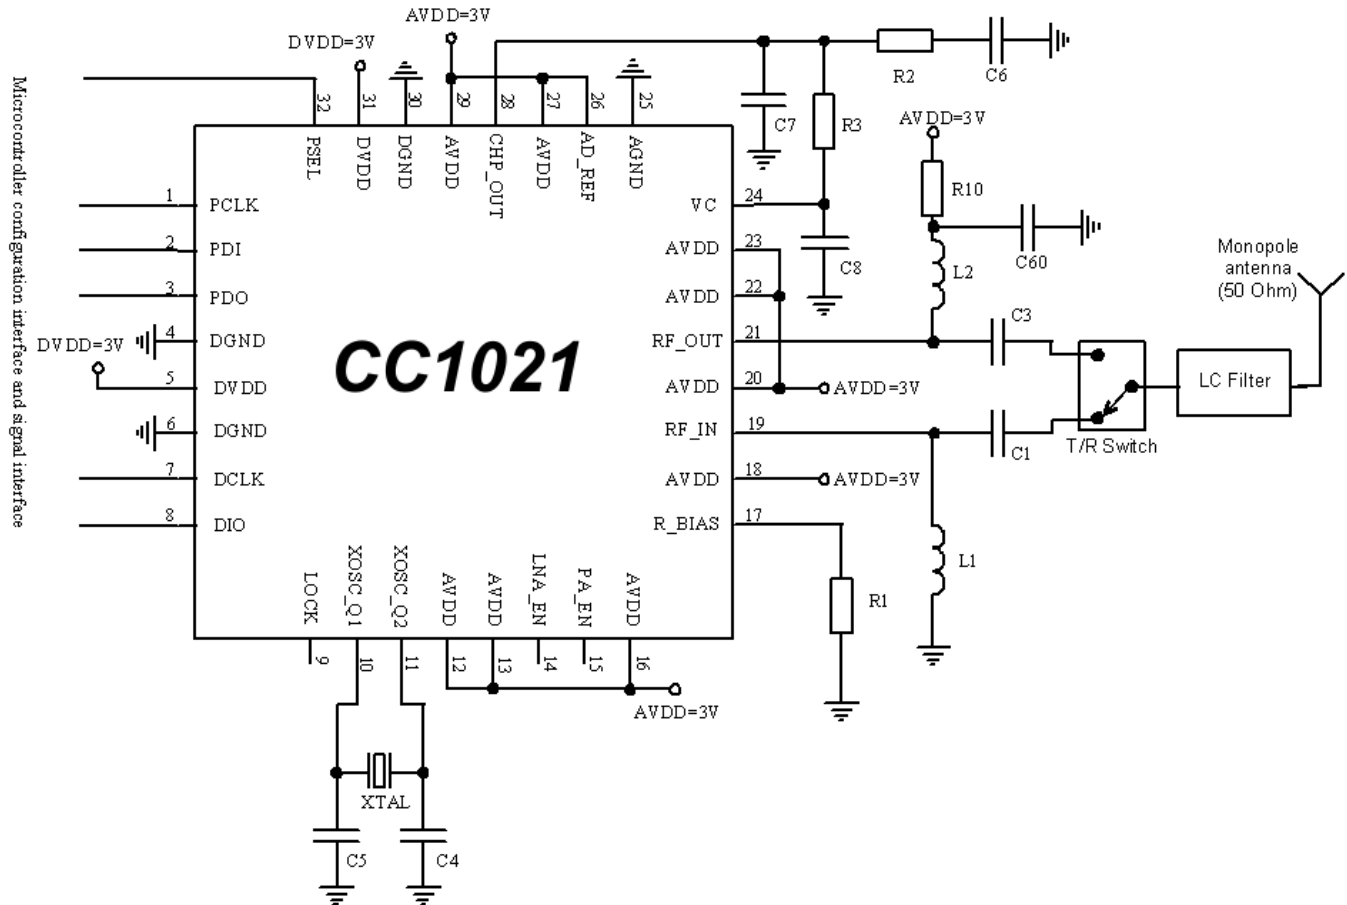 AVDD=3V
DVDD=3V
R2
C6
32
31
30
29
28
27
26
25
C7
R3
AVDD=3V
PSEL
DVDD
DGND
AVDD
CHP_OUT
AVDD
AD_REF
AGND
R10
Microcontroller configuration interface and signal interface
1
PCLK
VC
24
2
PDI
AVDD
23
C8
L2
C60
Monopole
antenna
(50 Ohm)
3
PDO
AVDD
22
C3
DVDD=3V
4
DGND
RF_OUT
21
CC1021
5
DVDD
AVDD
20
AVDD=3V
LC Filter
6
DGND
RF_IN
19
C1
T/R Switch
7
DCLK
AVDD
18
AVDD=3V
8
DIO
R_BIAS
17
LOCK
XOSC_Q1
XOSC_Q2
AVDD
AVDD
LNA_EN
PA_EN
AVDD
L1
R1
9
10
11
12
13
14
15
16
AVDD=3V
XTAL
C5
C4